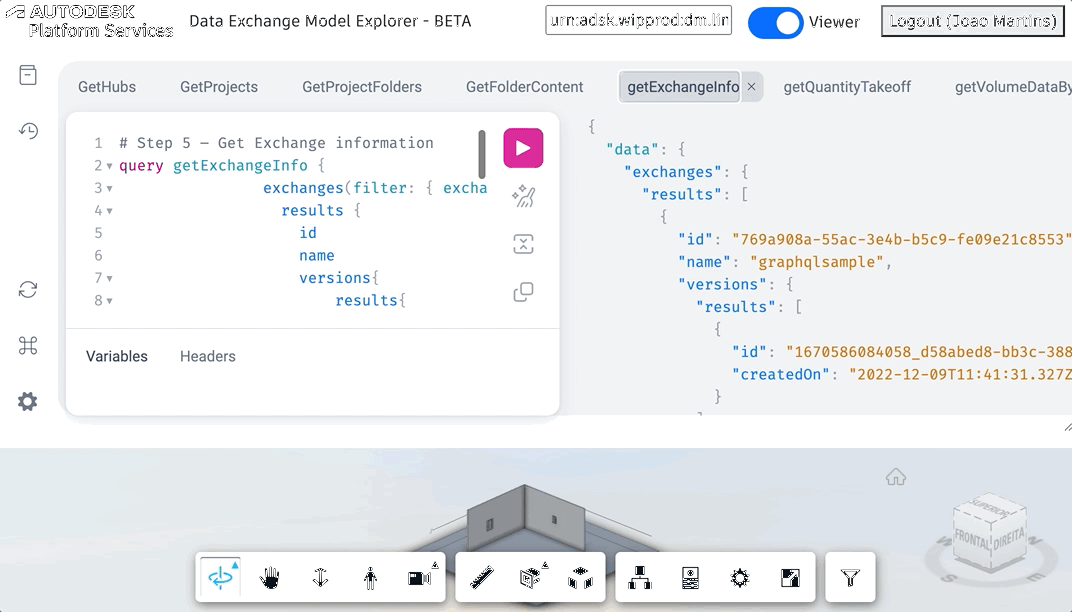 AUTODESK
Platform Services
Data Exchange Model Explorer - BETA
urn:adsk.wipprod:dm.lin
Viewer
Logout (Joao Martins)
GetHubs
GetProjects
GetProjectFolders
GetFolderContent
getExchangeInfo ×
getQuantityTakeoff
getVolumeDataBy
1 # Step 5 – Get Exchange information
2 query getExchangeInfo {
3 exchanges(filter: { excha
4 results {
5 id
6 name
7 versions{
8 results{
Variables
Headers
{
"data": {
"exchanges": {
"results": [
{
"id": "769a908a-55ac-3e4b-b5c9-fe09e21c8553"
"name": "graphqlsample",
"versions": {
"results": [
{
"id": "1670586084058_d58abed8-bb3c-388
"createdOn": "2022-12-09T11:41:31.327Z
}
SUPERIOR
FRONTAL
DIREITA
S
E